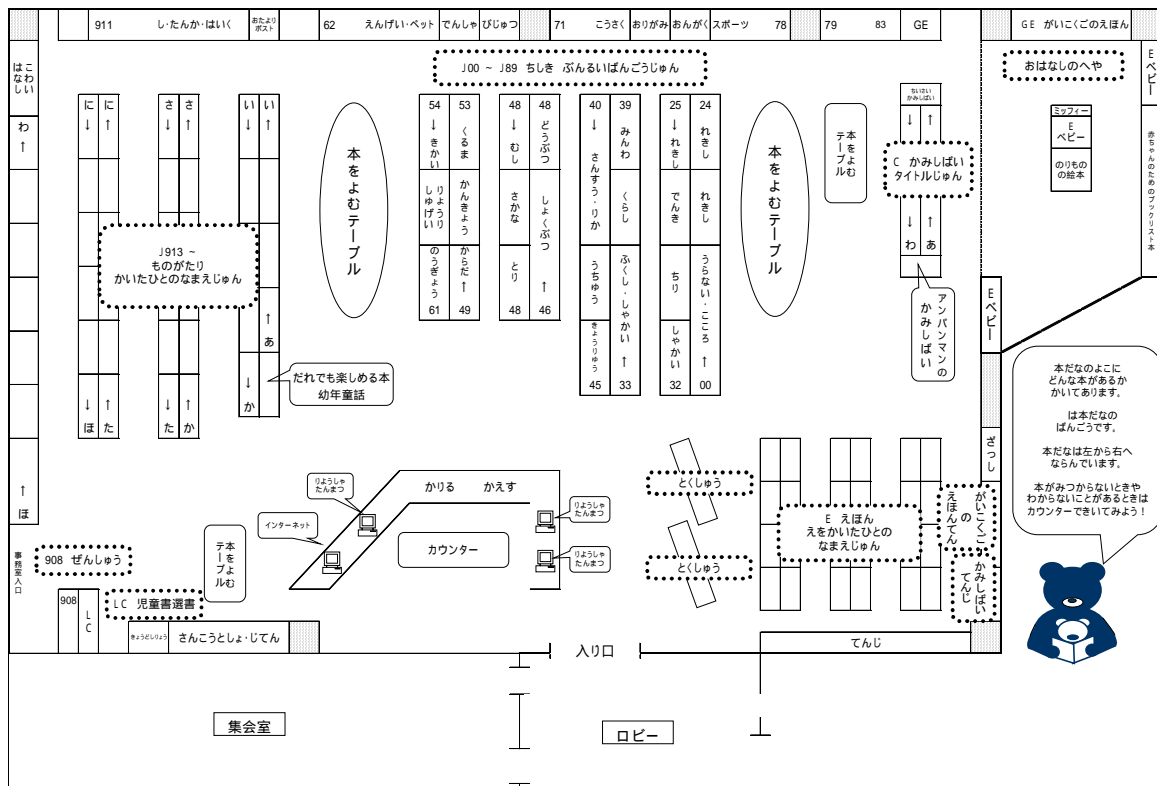 911 し・たんか・はいく
おたより
ポスト
62 えんげい・ペット
でんしゃ
びじゅつ
71 こうさく
おりがみ
おんがく
スポーツ 78
79 83
GE
GE がいこくごのえほん
こわい
はなし
わ ↑
↑ ほ
事務室入口
J00 ~ J89 ちしき ぶんるいばんごうじゅん
おはなしのへや
Eベビー
赤ちゃんのためのブックリスト本
ミッフィー
E
ベビー
のりもの
の絵本
に ↓
に ↑
↓ ほ
↑ た
さ ↓
さ ↑
↓ た
↑ か
い ↓
い ↑
↑ あ
↓ か
J913 ~
ものがたり
かいたひとのなまえじゅん
だれでも楽しめる本
幼年童話
本をよむテーブル
54 ↓ きかい
りょうり
しゅげい
のうぎょう 61
53 くるま
かんきょう
からだ ↑ 49
48 ↓ むし
さかな
とり 48
48 どうぶつ
しょくぶつ
↑ 46
40 ↓ さんすう・りか
うちゅう
きょうりゅう 45
39 みんわ
くらし
ふくし・しゃかい ↑ 33
25 ↓ れきし
でんき
ちり
しゃかい 32
24 れきし
れきし
うらない・こころ ↑ 00
本をよむテーブル
本をよむ
テーブル
ちいさい
かみしばい
↓ ↑
C かみしばい
タイトルじゅん
↓ わ
↑ あ
アンパンマンの
かみしばい
Eベビー
ざっし
本だなのよこに
どんな本があるか
かいてあります。
は本だなの
ばんごうです。
本だなは左から右へ
ならんでいます。
本がみつからないときや
わからないことがあるときは
カウンターできいてみよう!
りようしゃ
たんまつ
インターネット
かりる かえす
カウンター
りようしゃ
たんまつ
りようしゃ
たんまつ
とくしゅう
とくしゅう
E えほん
えをかいたひとの
なまえじゅん
がいこくご
の
えほんてん
かみしばい
てんじ
908 ぜんしゅう
本をよむ
テーブル
908
LC
LC 児童書選書
きょうどしりょう
さんこうとしょ・じてん
入り口
てんじ
集会室
ロビー